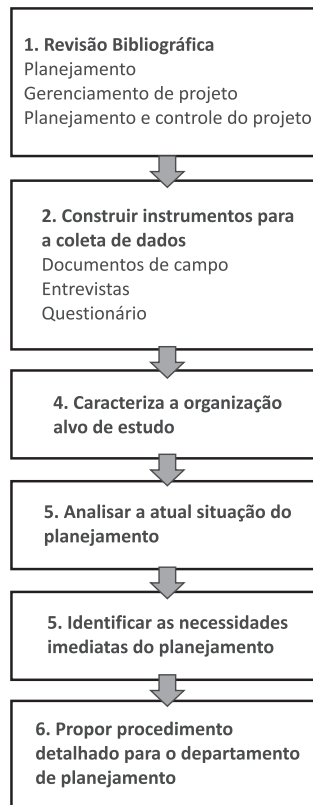 1. Revisão Bibliográfica
Planejamento
Gerenciamento de projeto
Planejamento e controle do projeto
2. Construir instrumentos para
a coleta de dados
Documentos de campo
Entrevistas
Questionário
4. Caracteriza a organização
alvo de estudo
5. Analisar a atual situação do
planejamento
5. Identificar as necessidades
imediatas do planejamento
6. Propor procedimento
detalhado para o departamento
de planejamento